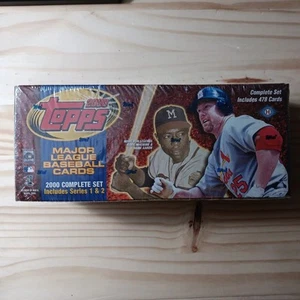 2000
Topps
MAJOR
LEAGUE
BASEBALL
CARDS
2000 COMPLETE SET
Includes Series 1 & 2
Complete Set
Includes 478 Cards
M